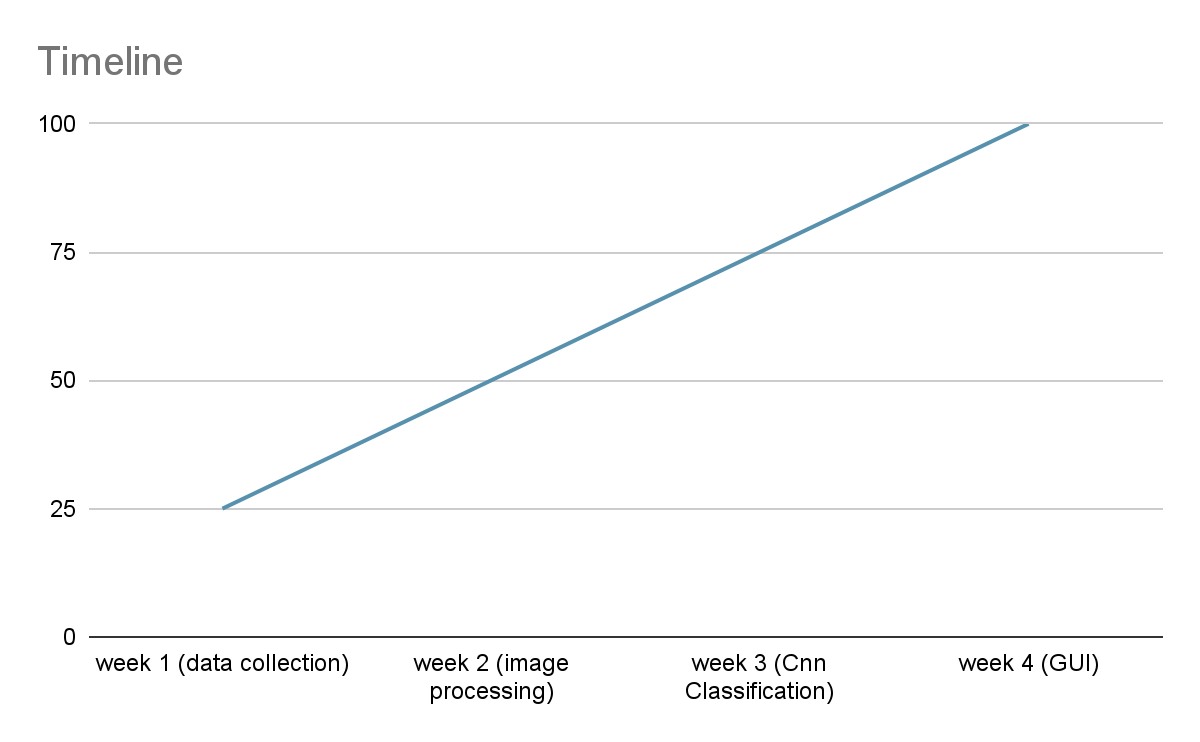 Timeline
100
75
50
25
0
week 1 (data collection)
week 2 (image
processing)
week 3 (Cnn
Classification)
week 4 (GUI)